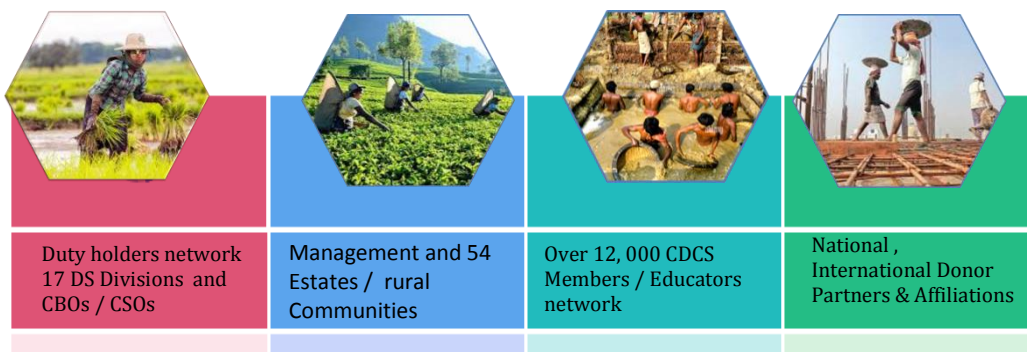 Duty holders network
17 DS Divisions and
CBOs / CSOs
Management and 54
Estates / rural
Communities
Over 12, 000 CDCS
Members / Educators
network
National ,
International Donor
Partners & Affiliations